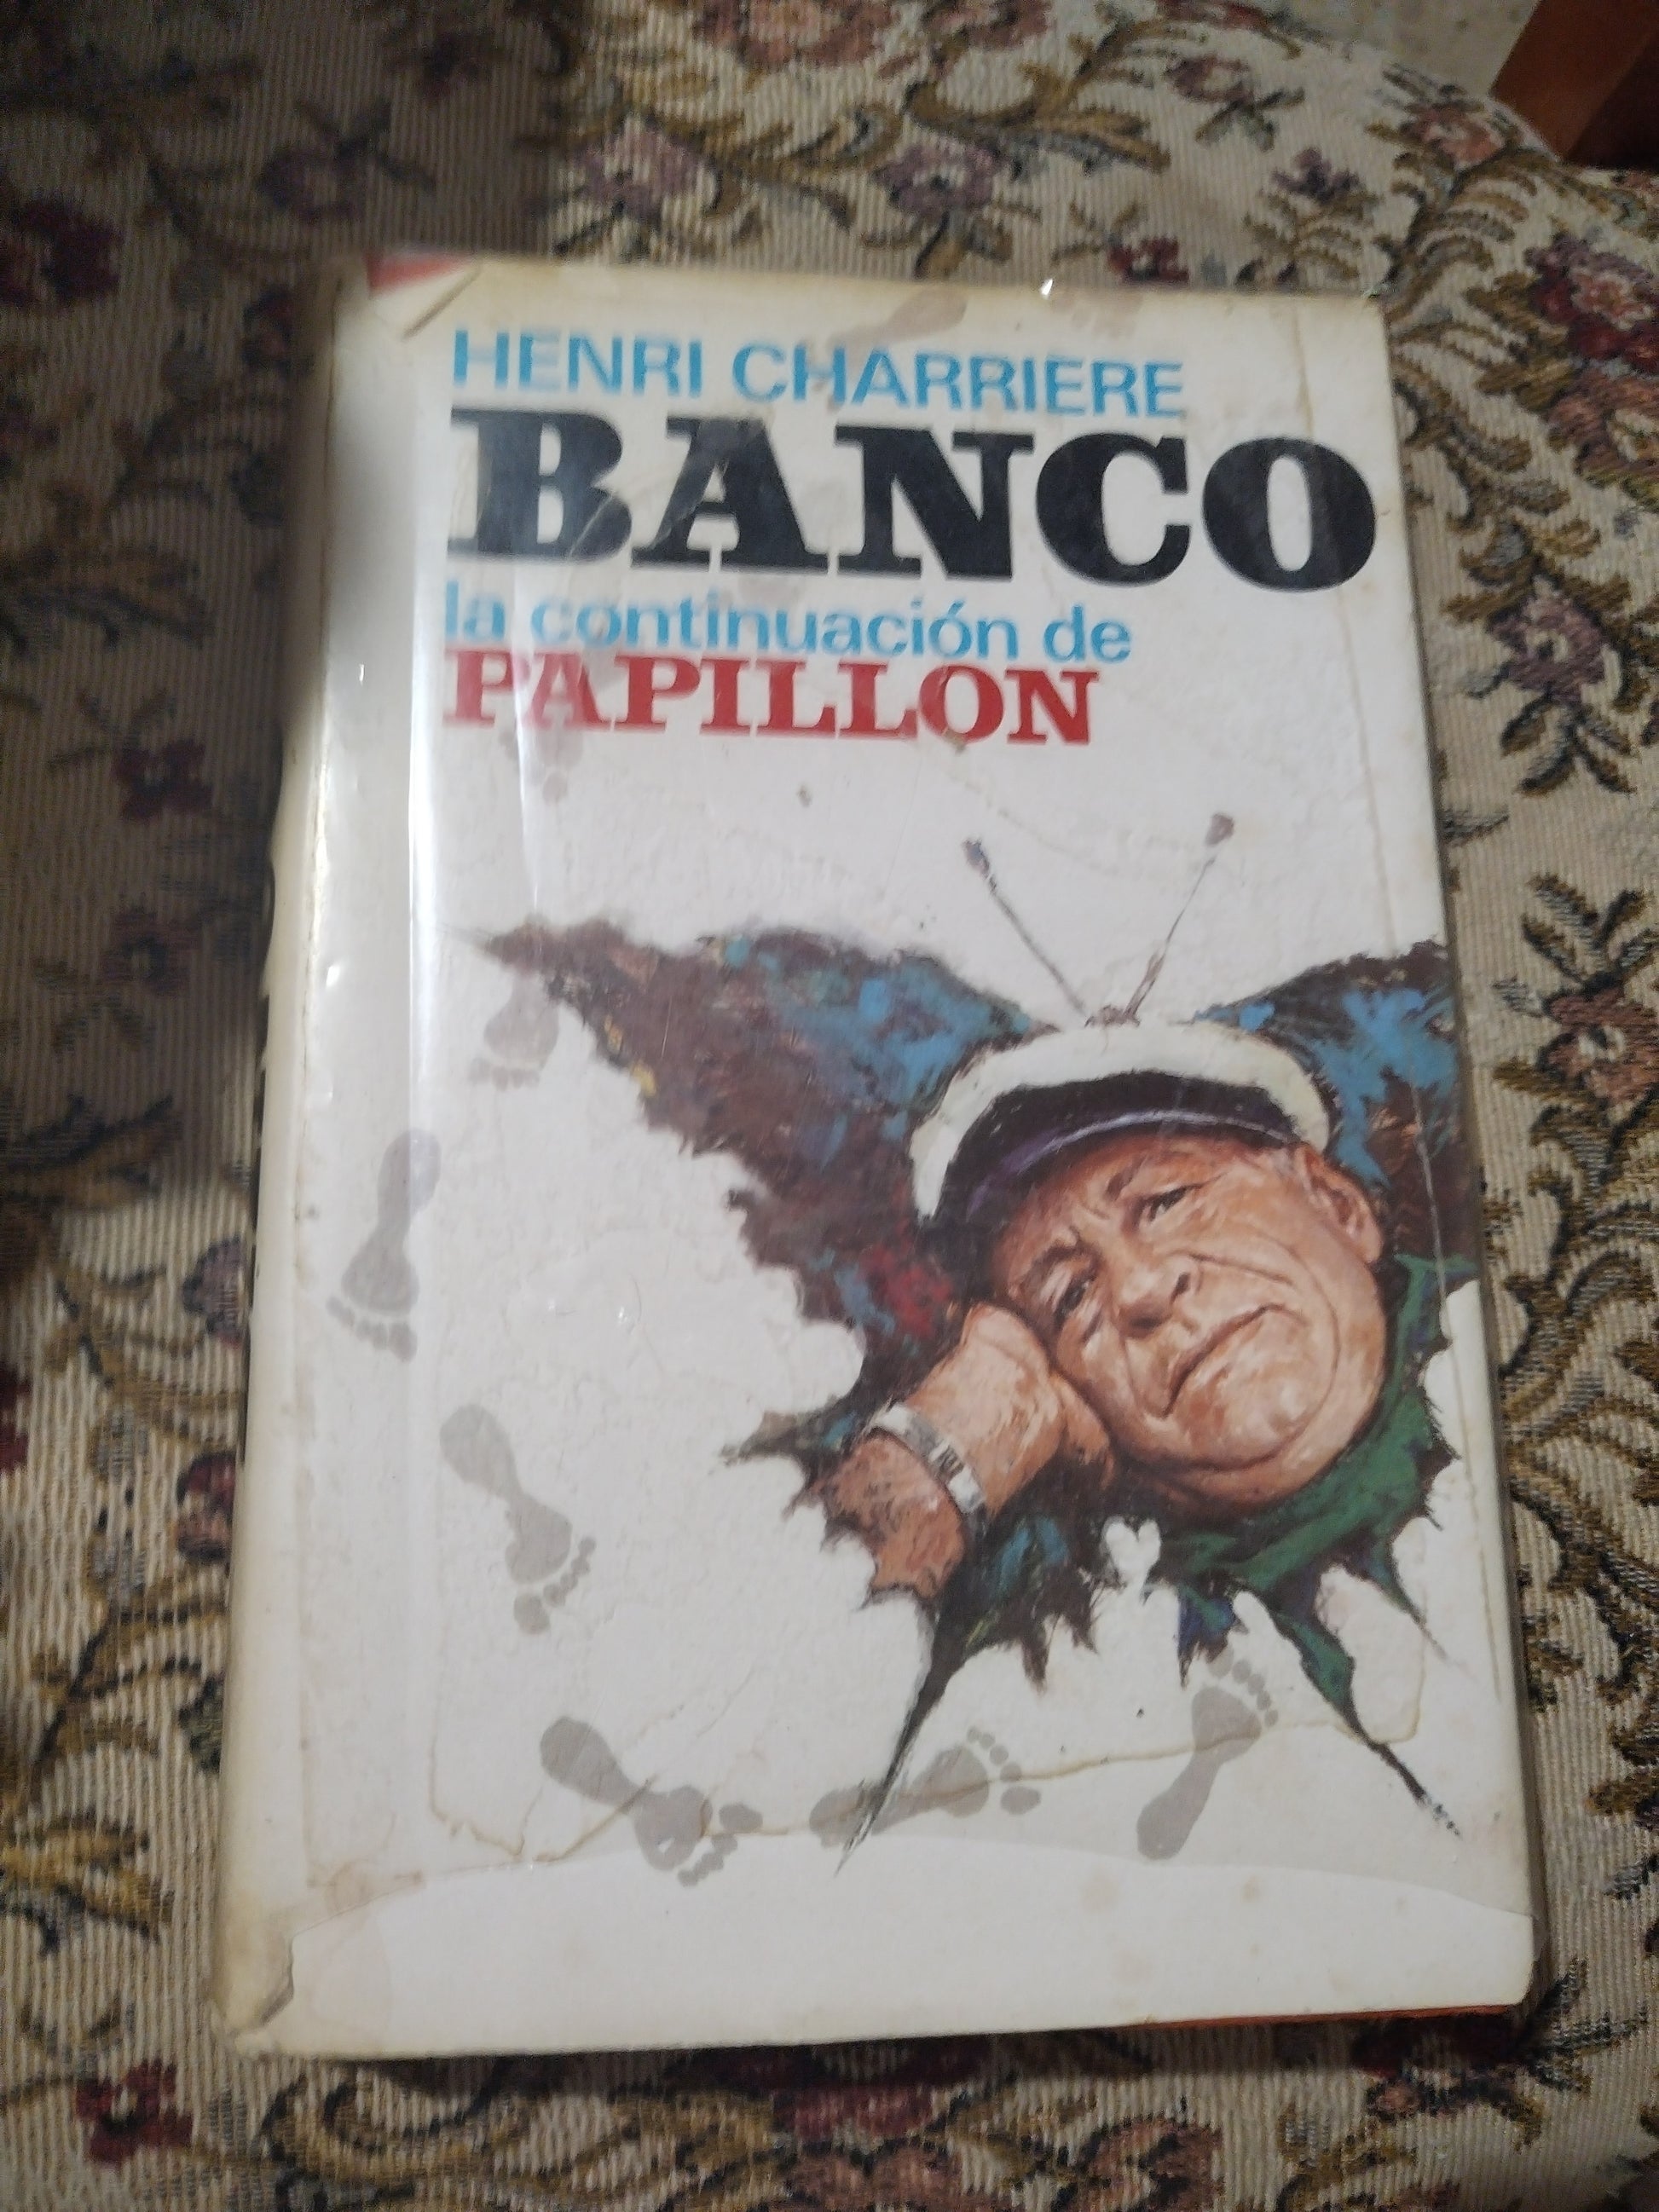 HENRI CHARRIERE
BANCO
la continuación de
PAPILLON